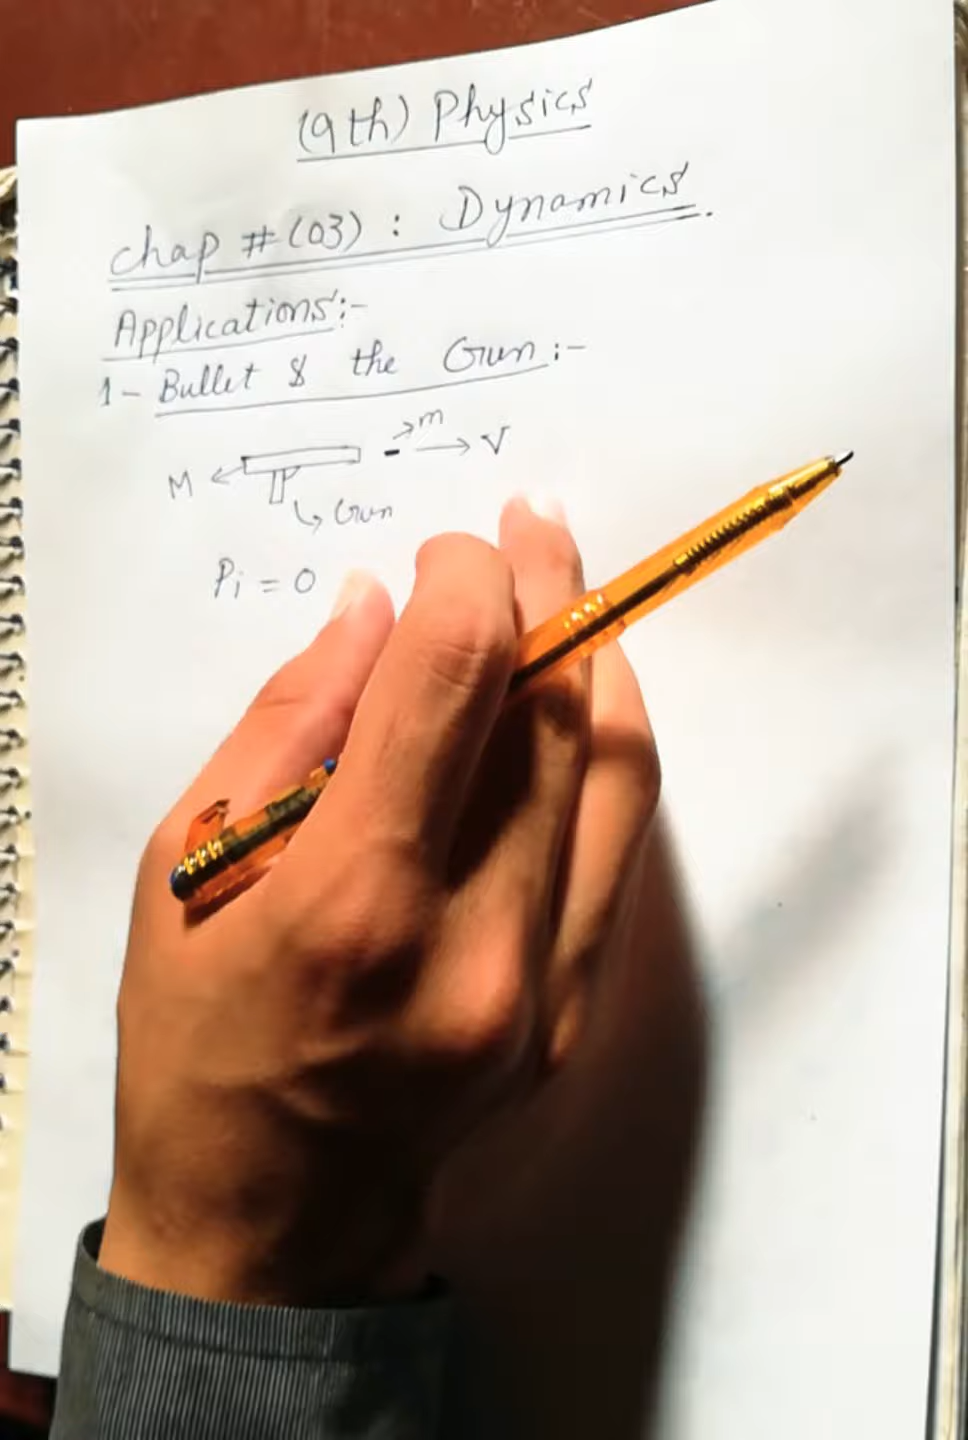 (9th) Physics
Chap # (03) : Dynamics.
Applications:-
1- Bullet & the Gun :-
m
V
M
Gun
Pi = 0